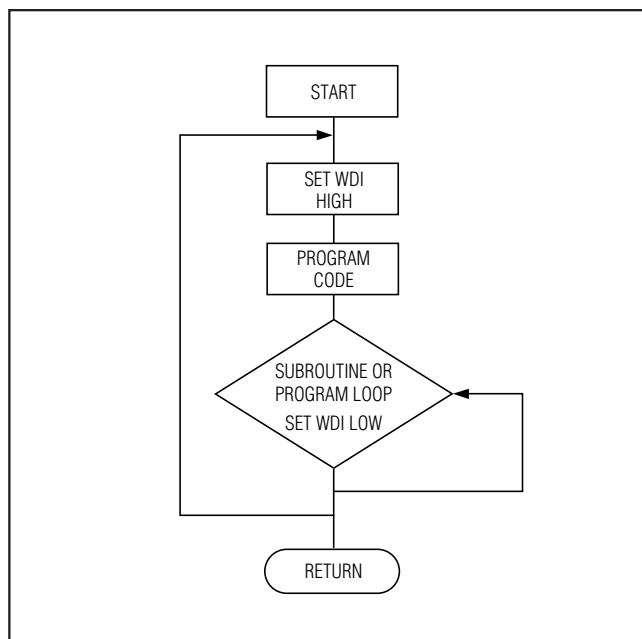 START
SET WDI
HIGH
PROGRAM
CODE
SUBROUTINE OR
PROGRAM LOOP
SET WDI LOW
RETURN